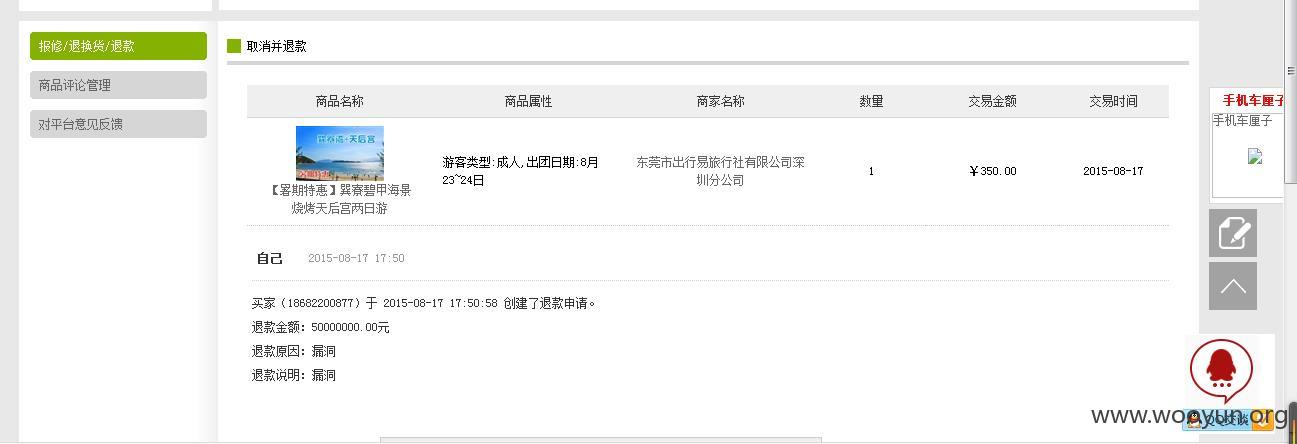 报修/退换货/退款
商品评论管理
对平台意见反馈
取消并退款
商品名称 商品属性 商家名称 数量 交易金额 交易时间
【暑期特惠】巽寮碧甲海景
烧烤天后宫两日游
游客类型:成人,出团日期:8月
23~24日
东莞市出行易旅行社有限公司深
圳分公司
1
￥350.00
2015-08-17
自己 2015-08-17 17:50
买家（18682200877）于 2015-08-17 17:50:58 创建了退款申请。
退款金额：50000000.00元
退款原因：漏洞
退款说明：漏洞
手机车厘子
手机车厘子
QQ交谈
www.wooyun.org